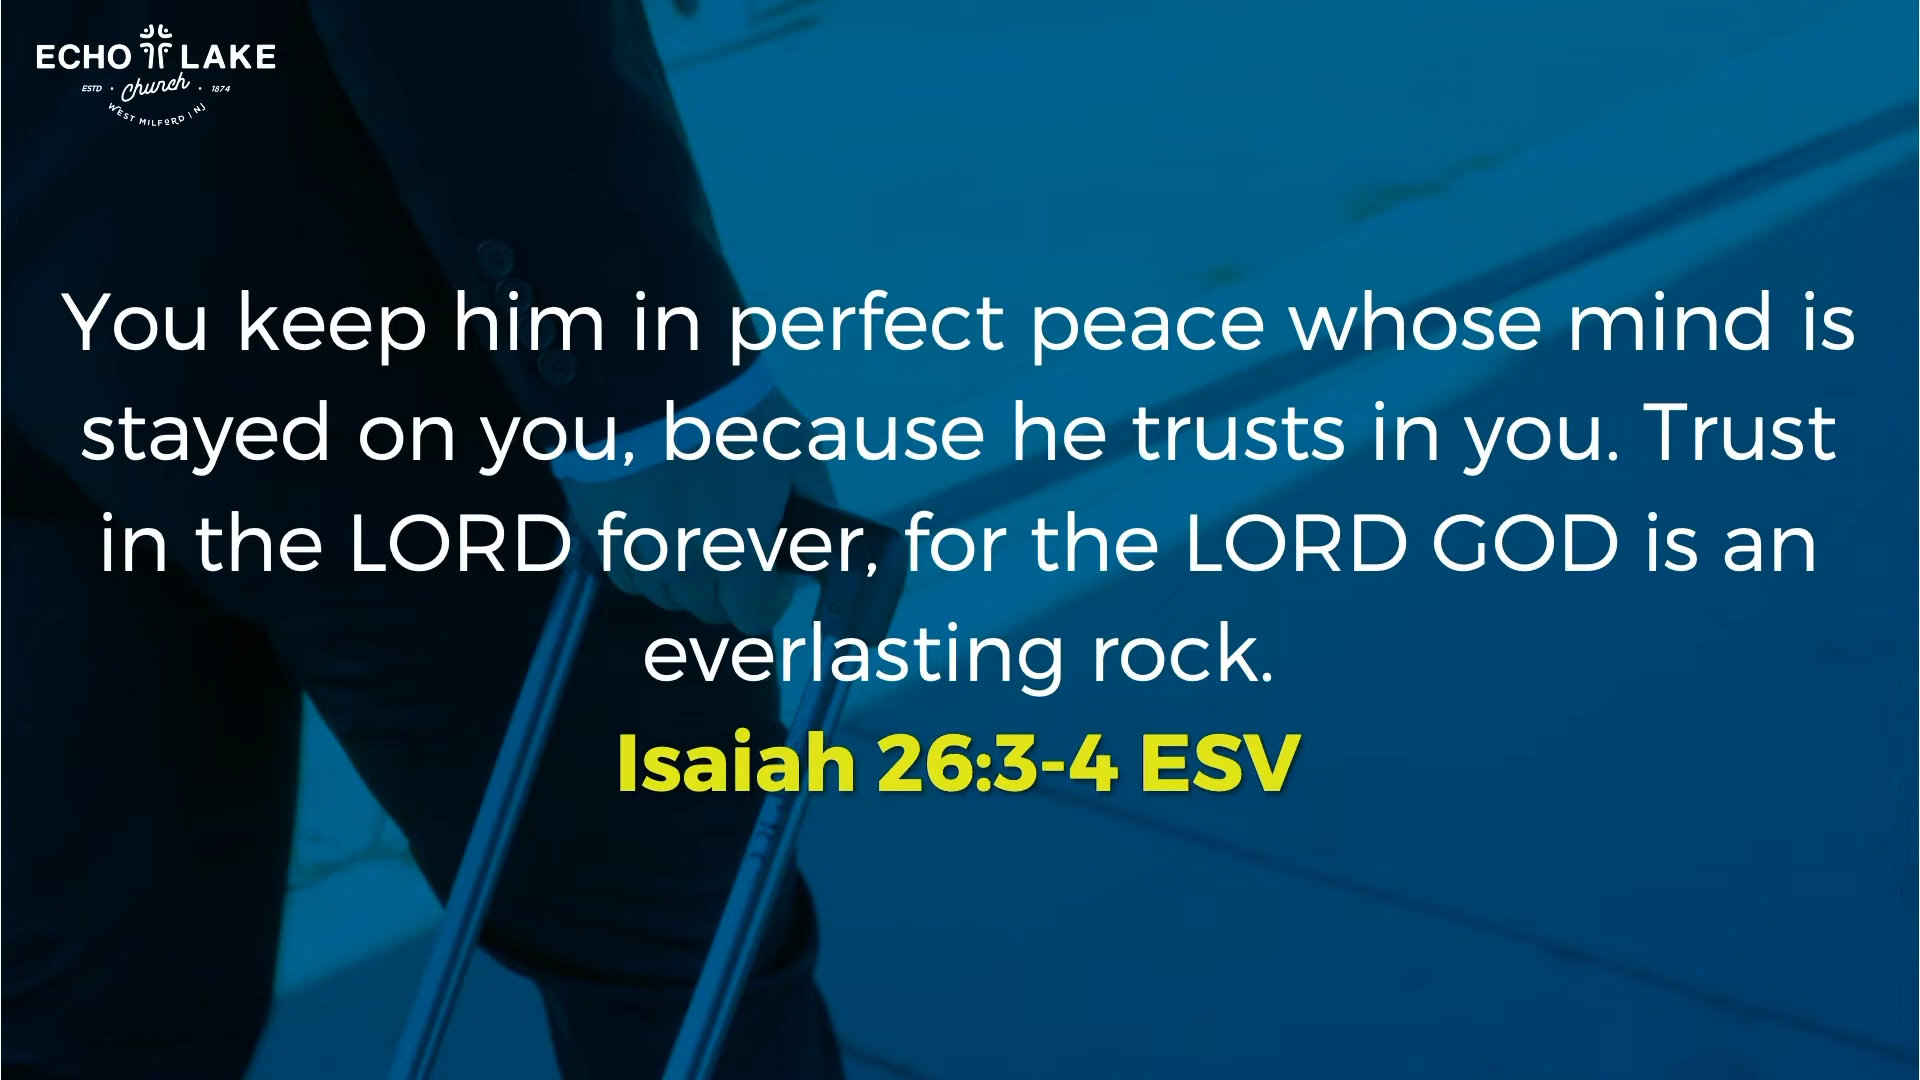 ECHO LAKE
ESTD · Church · 1874
WEST MILFORD | NJ
You keep him in perfect peace whose mind is
stayed on you, because he trusts in you. Trust
in the LORD forever, for the LORD GOD is an
everlasting rock.
Isaiah 26:3-4 ESV